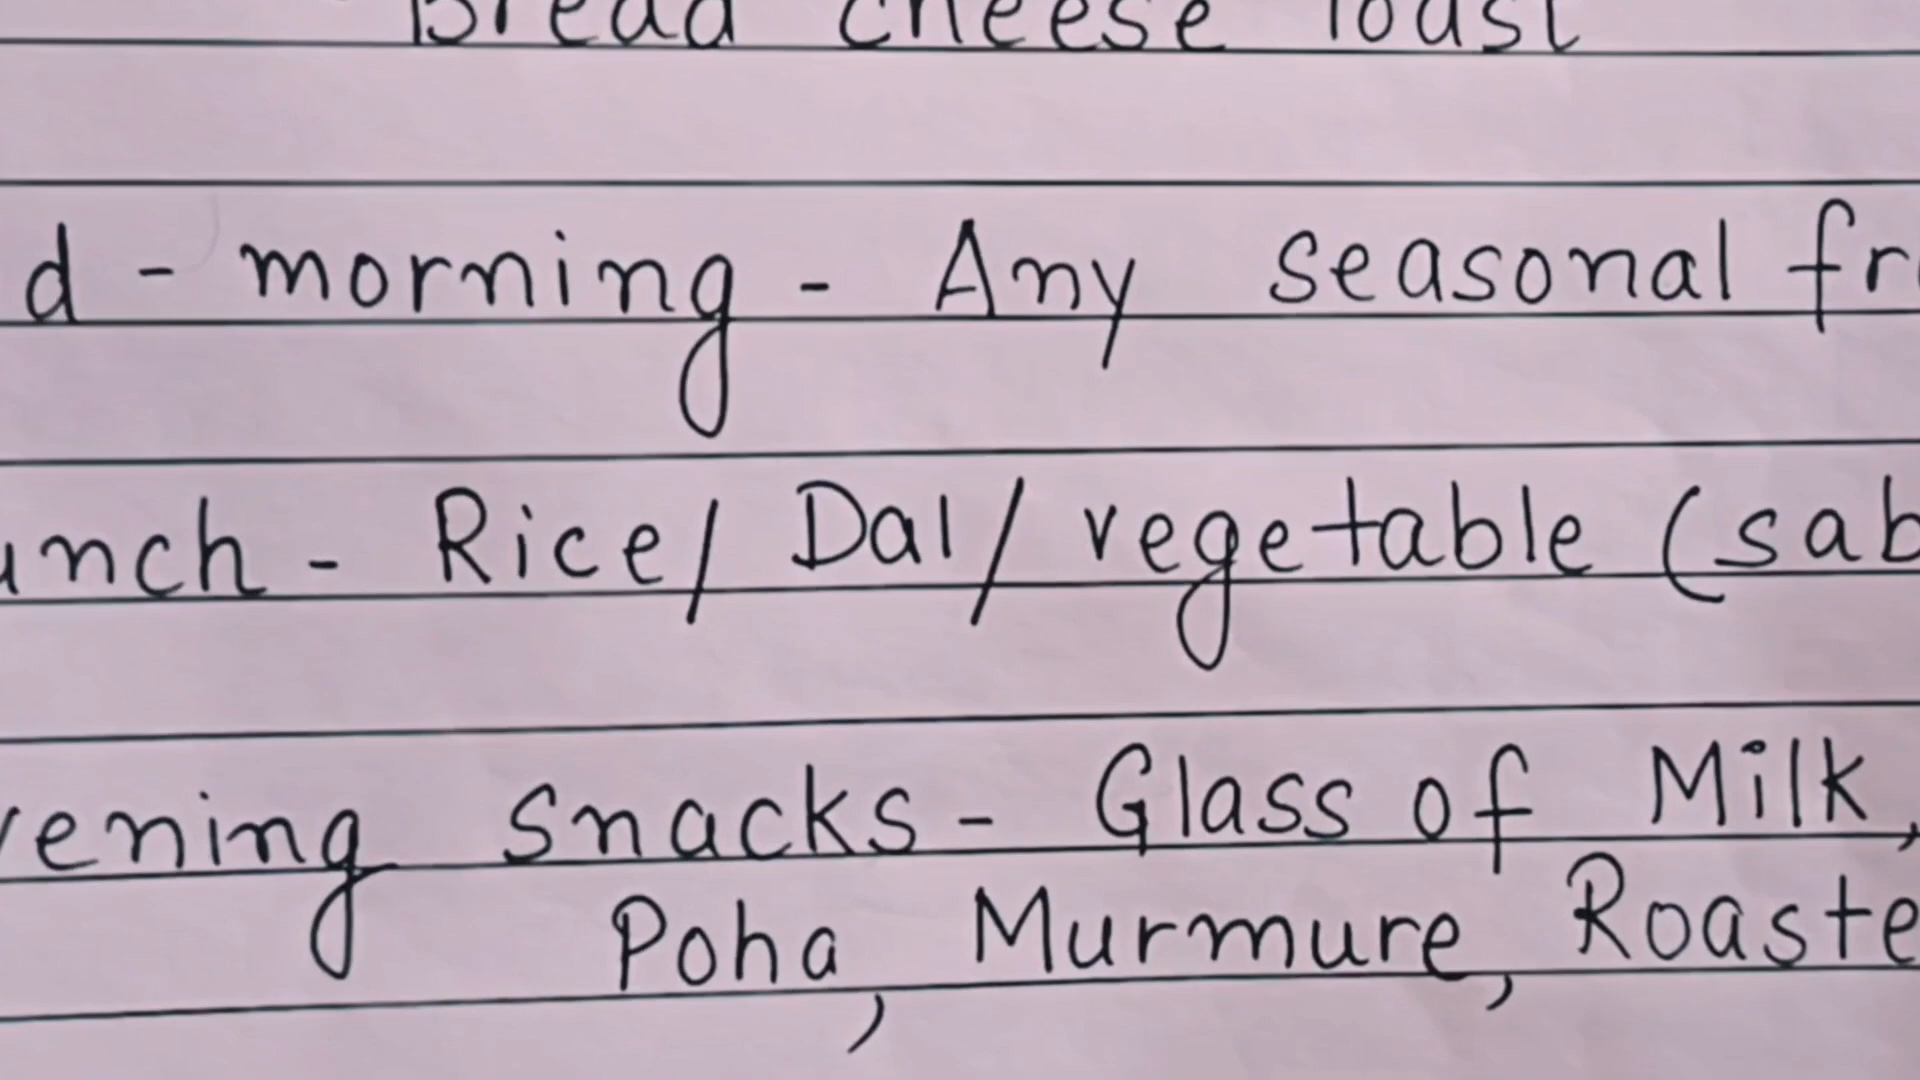 Bread cheese Toast
d - morning - Any seasonal fr
unch - Rice/ Dal/ vegetable (sab
vening snacks - Glass of Milk,
Poha, Murmure, Roaste